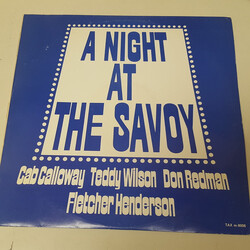 A NIGHT
AT
THE SAVOY
Cab Calloway Teddy Wilson Don Redman
Fletcher Henderson